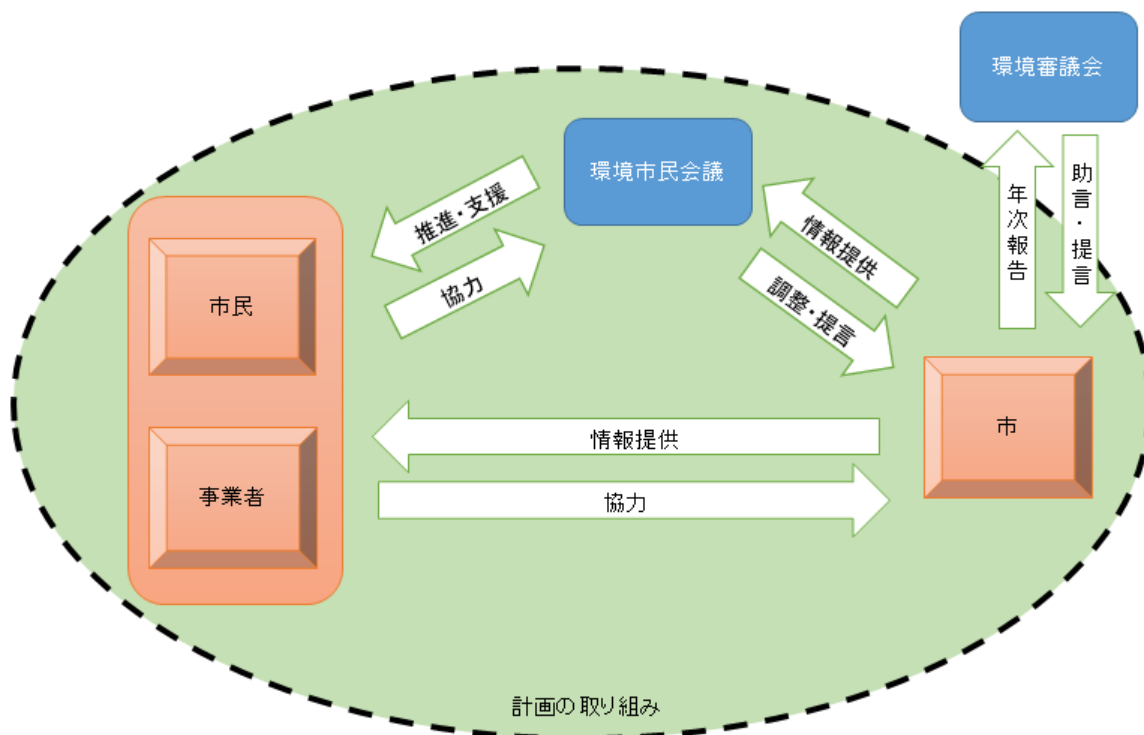 環境審議会
環境市民会議
推進・支援
協力
情報提供
調整・提言
年次報告
助言・提言
市民
事業者
市
情報提供
協力
計画の取り組み